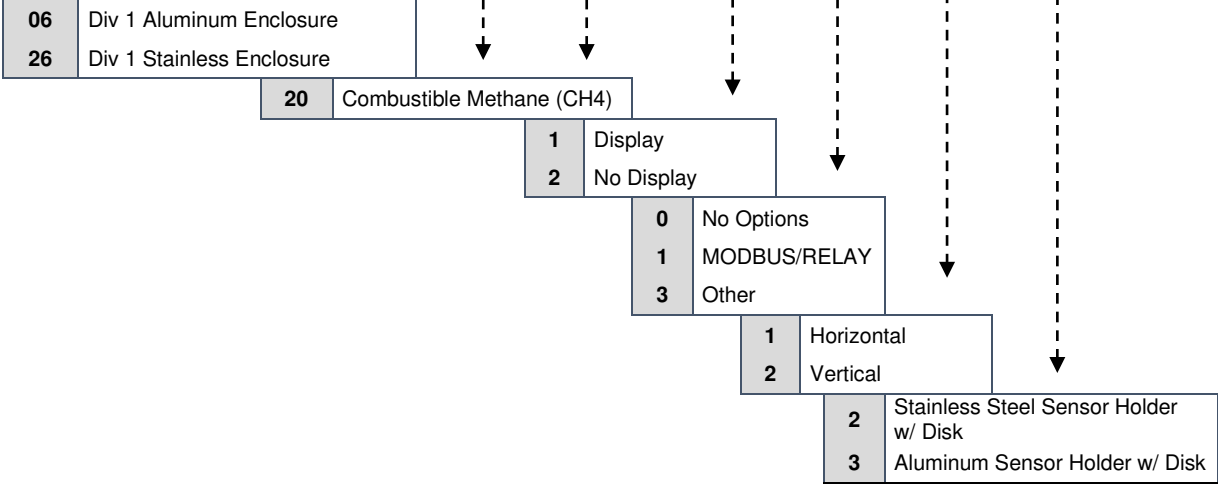 06 Div 1 Aluminum Enclosure
26 Div 1 Stainless Enclosure
20 Combustible Methane (CH4)
1 Display
2 No Display
0 No Options
1 MODBUS/RELAY
3 Other
1 Horizontal
2 Vertical
2 Stainless Steel Sensor Holder
w/ Disk
3 Aluminum Sensor Holder w/ Disk